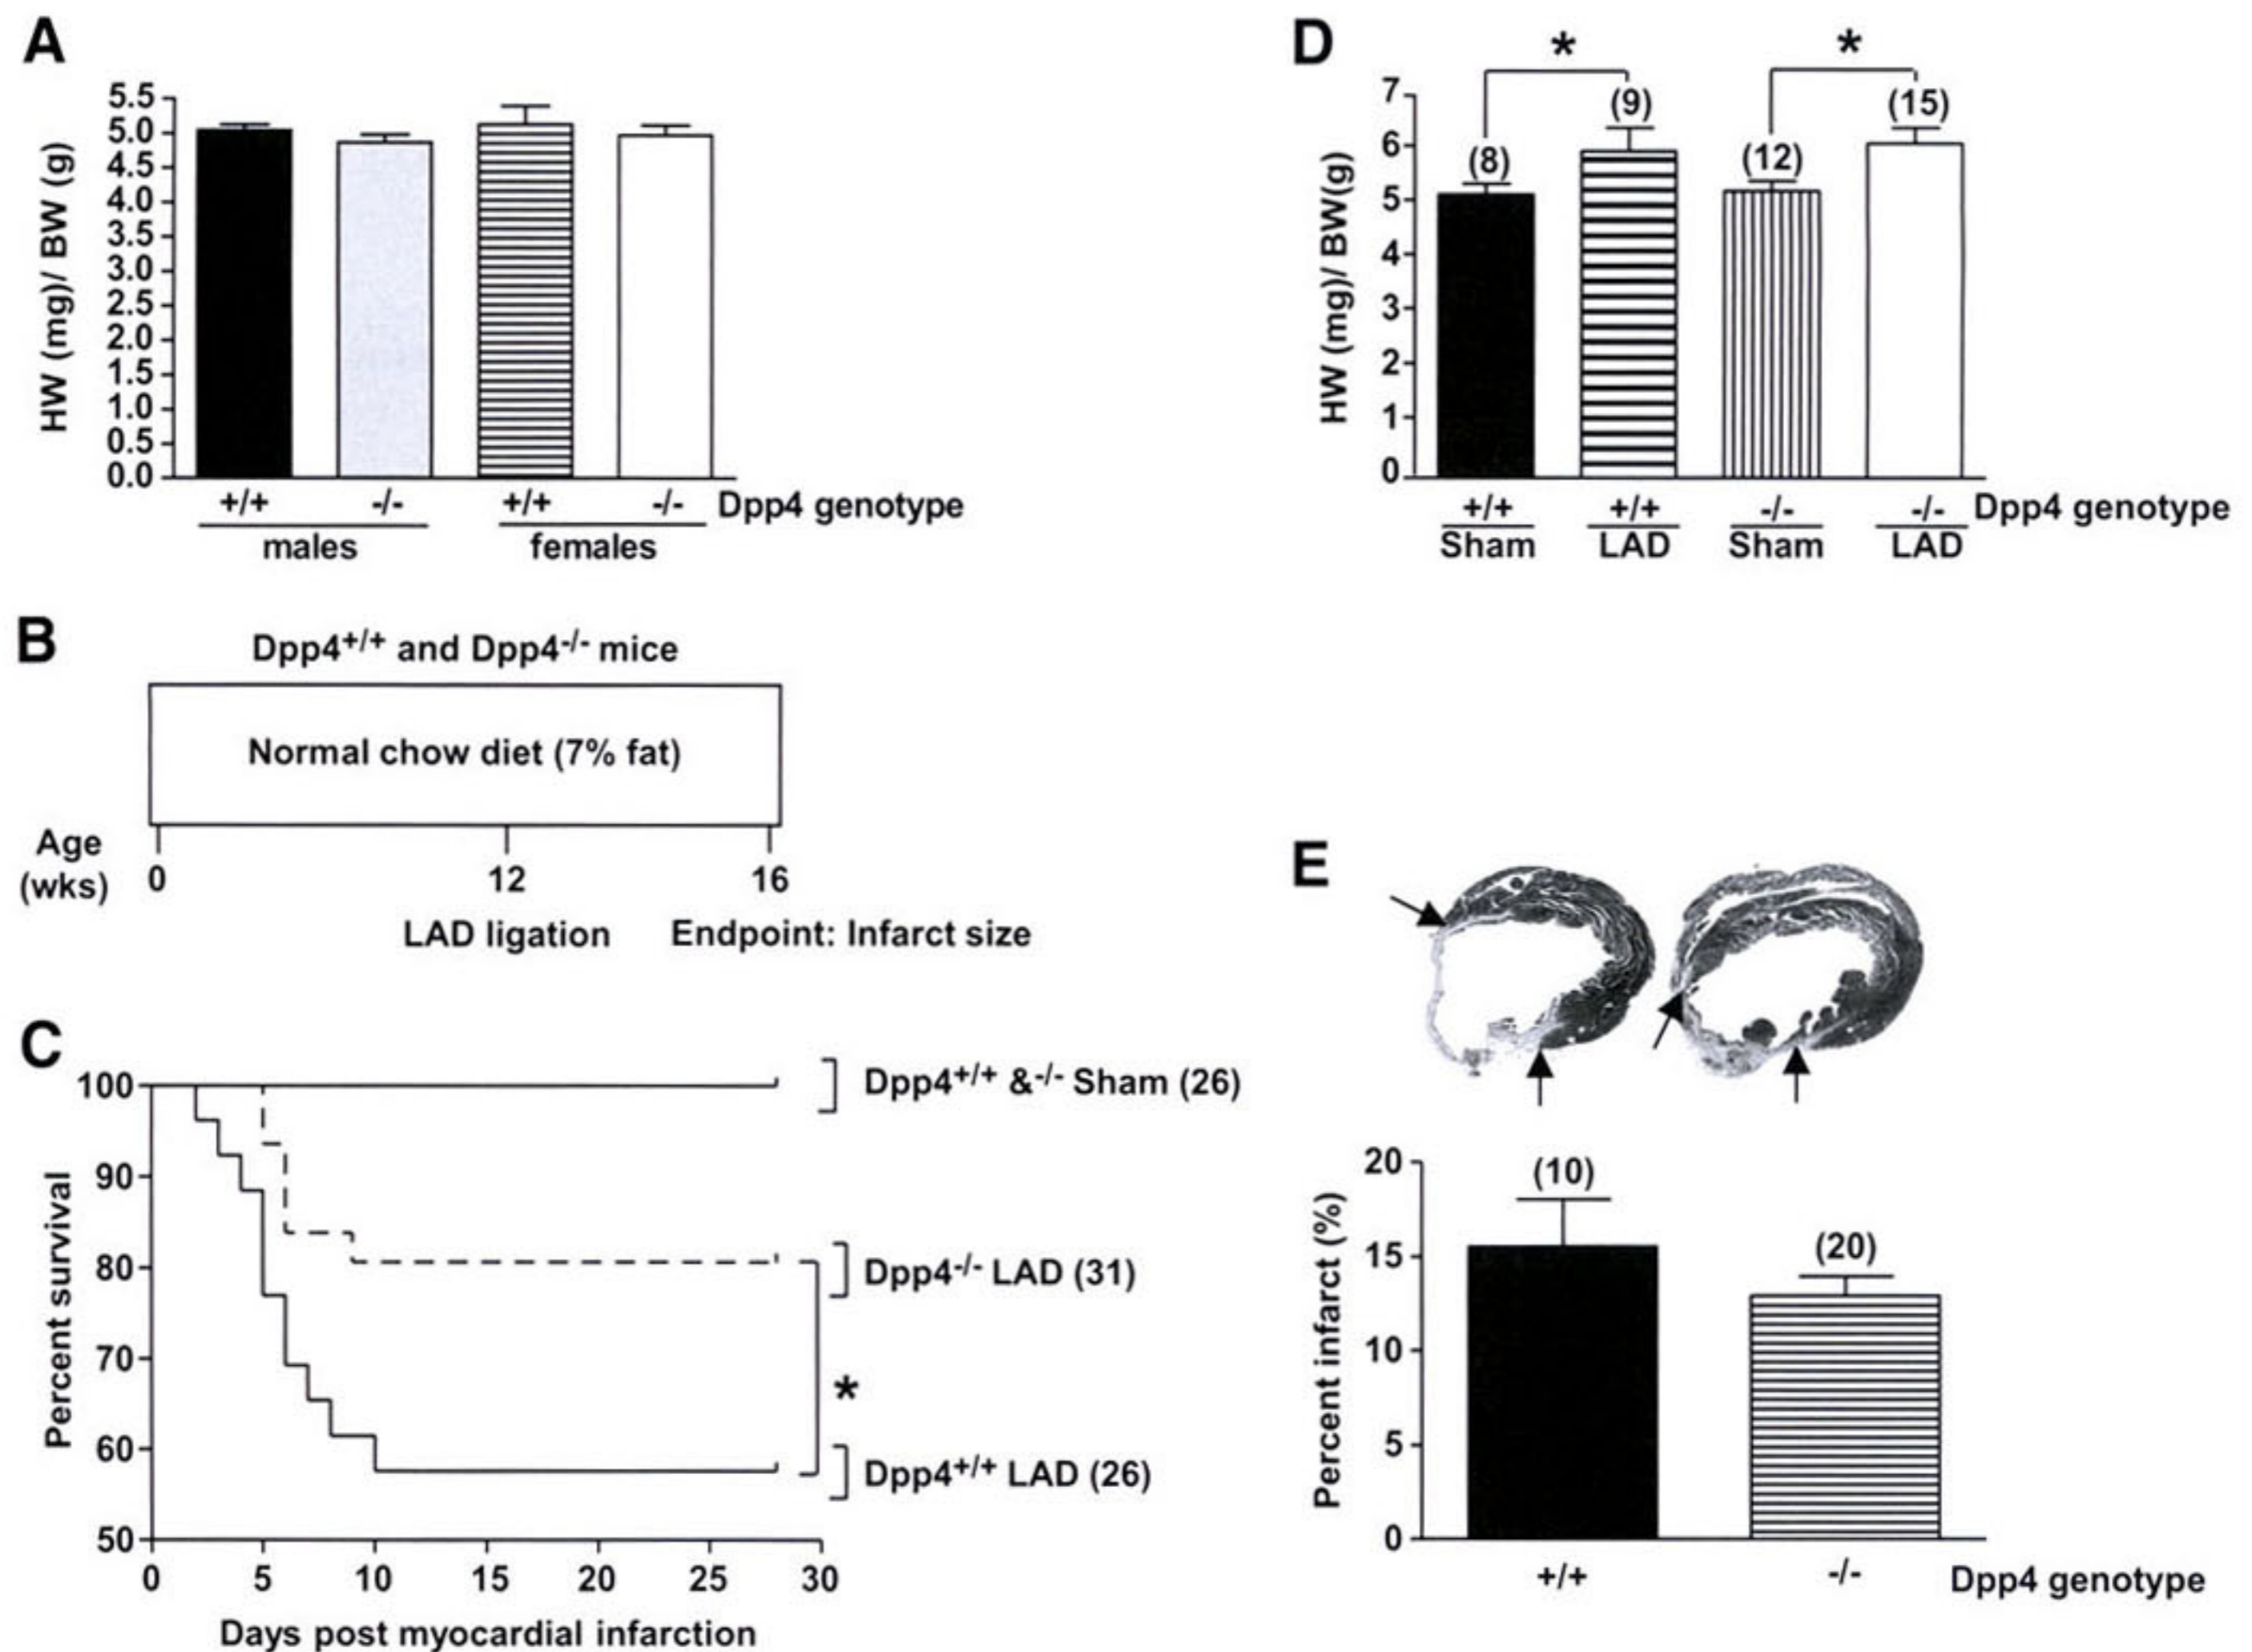 A
HW (mg)/ BW (g)
5.5
5.0
4.5
4.0
3.5
3.0
2.5
2.0
1.5
1.0
0.5
0.0
+/+ -/- +/+ -/- Dpp4 genotype
males females
B
Dpp4+/+ and Dpp4-/- mice
Normal chow diet (7% fat)
Age
(wks) 0 12 16
LAD ligation Endpoint: Infarct size
C
Percent survival
100
90
80
70
60
50
0 5 10 15 20 25 30
Days post myocardial infarction
Dpp4+/+ &-/- Sham (26)
Dpp4-/- LAD (31)
*
Dpp4+/+ LAD (26)
D
* *
HW (mg)/ BW(g)
7
6
5
4
3
2
1
0
(8) (9) (12) (15)
+/+ +/+ -/- -/- Dpp4 genotype
Sham LAD Sham LAD
E
Percent infarct (%)
20
15
10
5
0
(10) (20)
+/+ -/- Dpp4 genotype